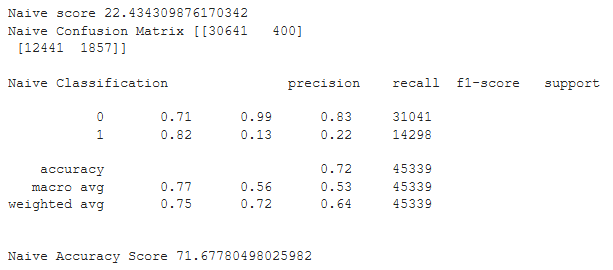 Naive score 22.434309876170342
Naive Confusion Matrix [[30641   400]
 [12441  1857]]
Naive Classification               precision    recall  f1-score   support
           0       0.71      0.99      0.83     31041
           1       0.82      0.13      0.22     14298
    accuracy                           0.72     45339
   macro avg       0.77      0.56      0.53     45339
weighted avg       0.75      0.72      0.64     45339
Naive Accuracy Score 71.67780498025982